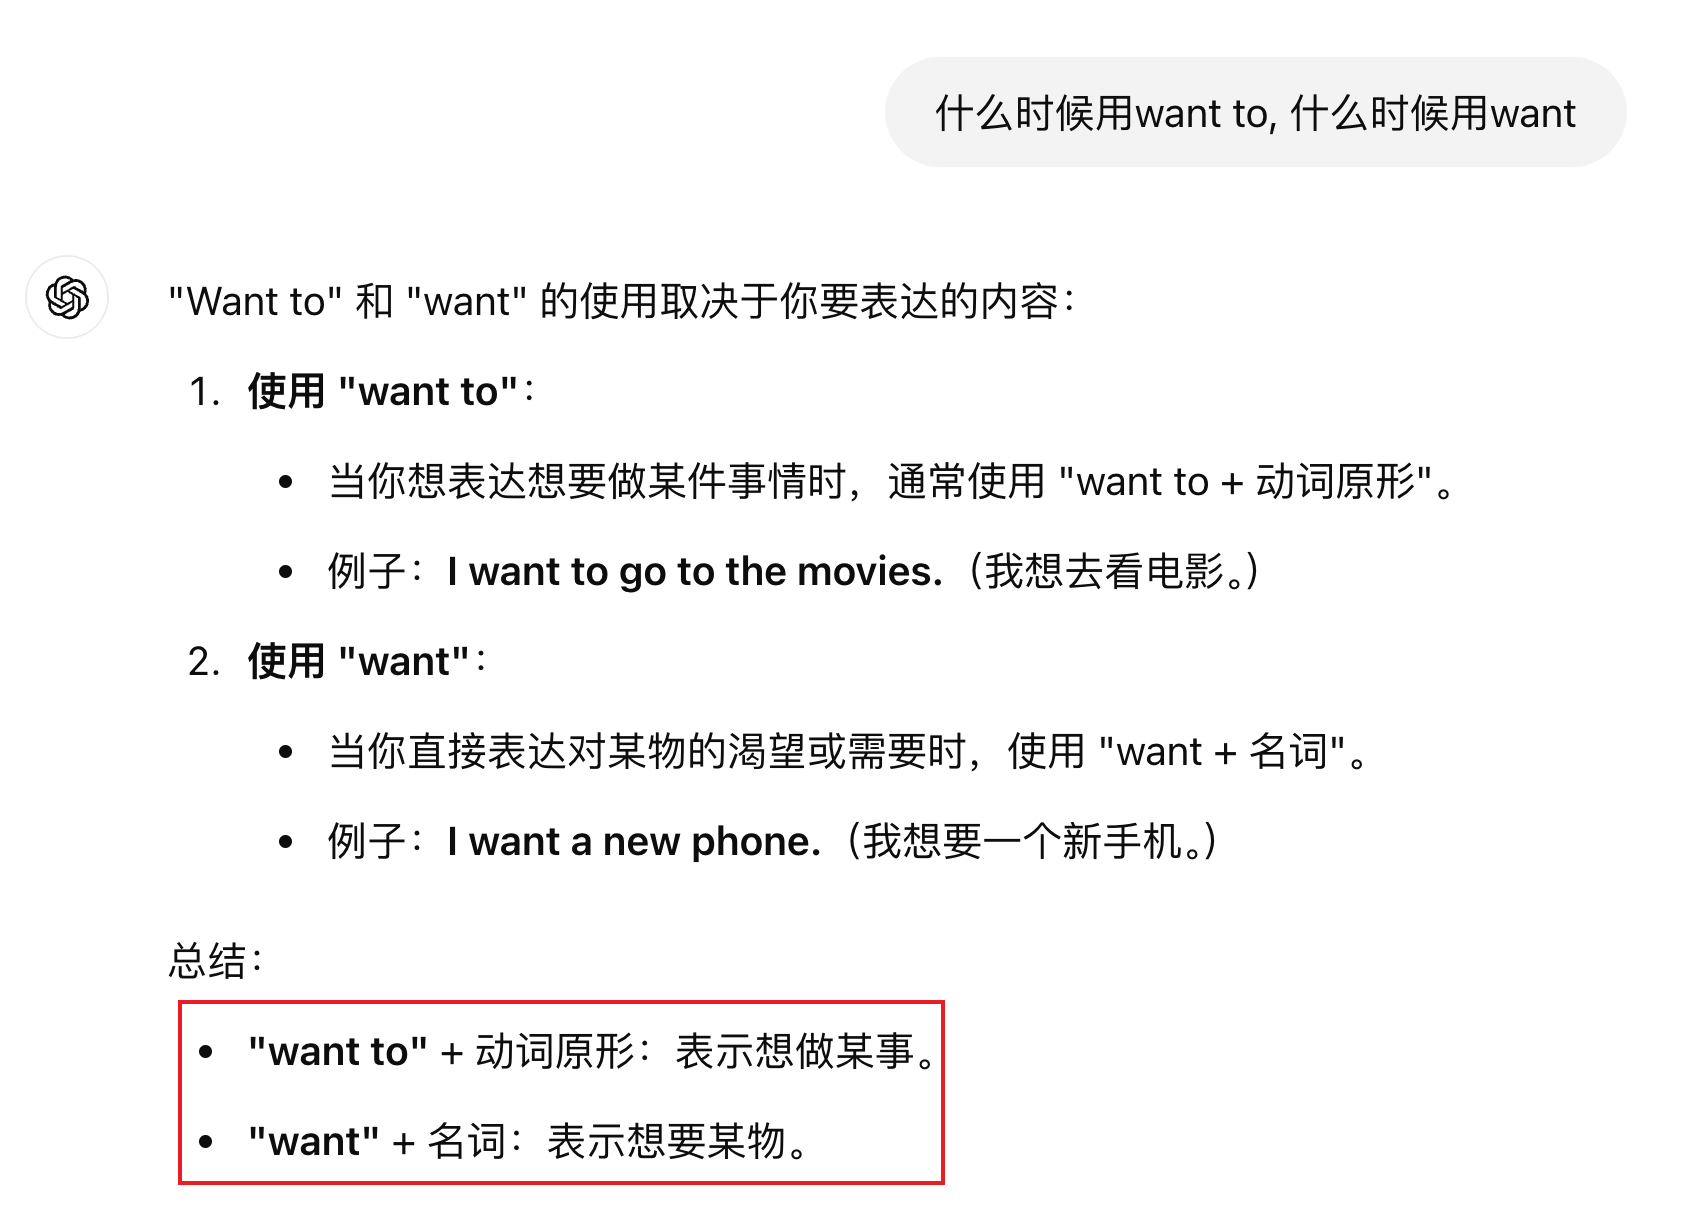 什么时候用want to, 什么时候用want
"Want to" 和 "want" 的使用取决于你要表达的内容：
1. 使用 "want to"：
• 当你想表达想要做某件事情时，通常使用 "want to + 动词原形"。
• 例子：I want to go to the movies.（我想去看电影。）
2. 使用 "want"：
• 当你直接表达对某物的渴望或需要时，使用 "want + 名词"。
• 例子：I want a new phone.（我想要一个新手机。）
总结：
• "want to" + 动词原形：表示想做某事。
• "want" + 名词：表示想要某物。